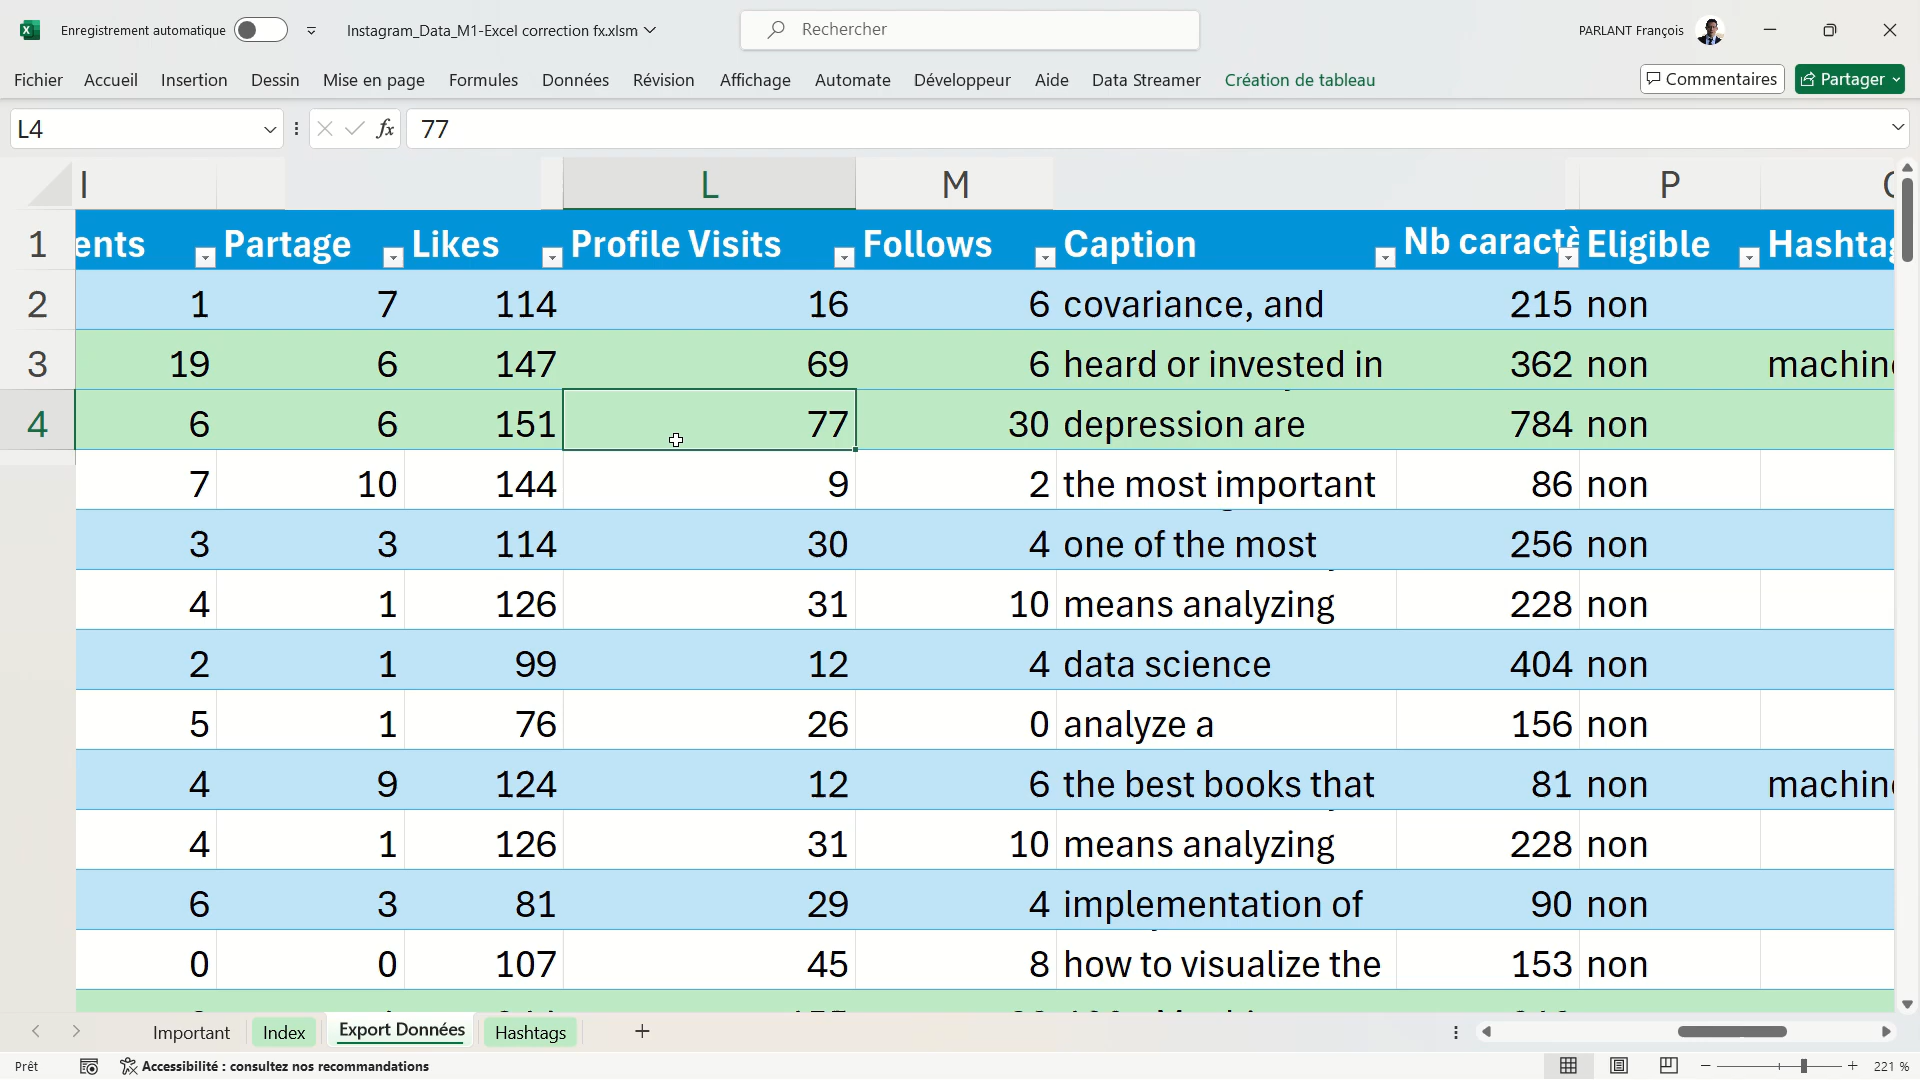 Enregistrement automatique Instagram_Data_M1-Excel correction fx.xlsm Rechercher PARLANT François
Fichier Accueil Insertion Dessin Mise en page Formules Données Révision Affichage Automate Développeur Aide Data Streamer Création de tableau Commentaires Partager
L4 fx 77
I L M P
1 ents Partage Likes Profile Visits Follows Caption Nb caractè Eligible Hashta
2 1 7 114 16 6 covariance, and 215 non
3 19 6 147 69 6 heard or invested in 362 non machin
4 6 6 151 77 30 depression are 784 non
7 10 144 9 2 the most important 86 non
3 3 114 30 4 one of the most 256 non
4 1 126 31 10 means analyzing 228 non
2 1 99 12 4 data science 404 non
5 1 76 26 0 analyze a 156 non
4 9 124 12 6 the best books that 81 non machin
4 1 126 31 10 means analyzing 228 non
6 3 81 29 4 implementation of 90 non
0 0 107 45 8 how to visualize the 153 non
Important Index Export Données Hashtags
Prêt Accessibilité : consultez nos recommandations 221 %